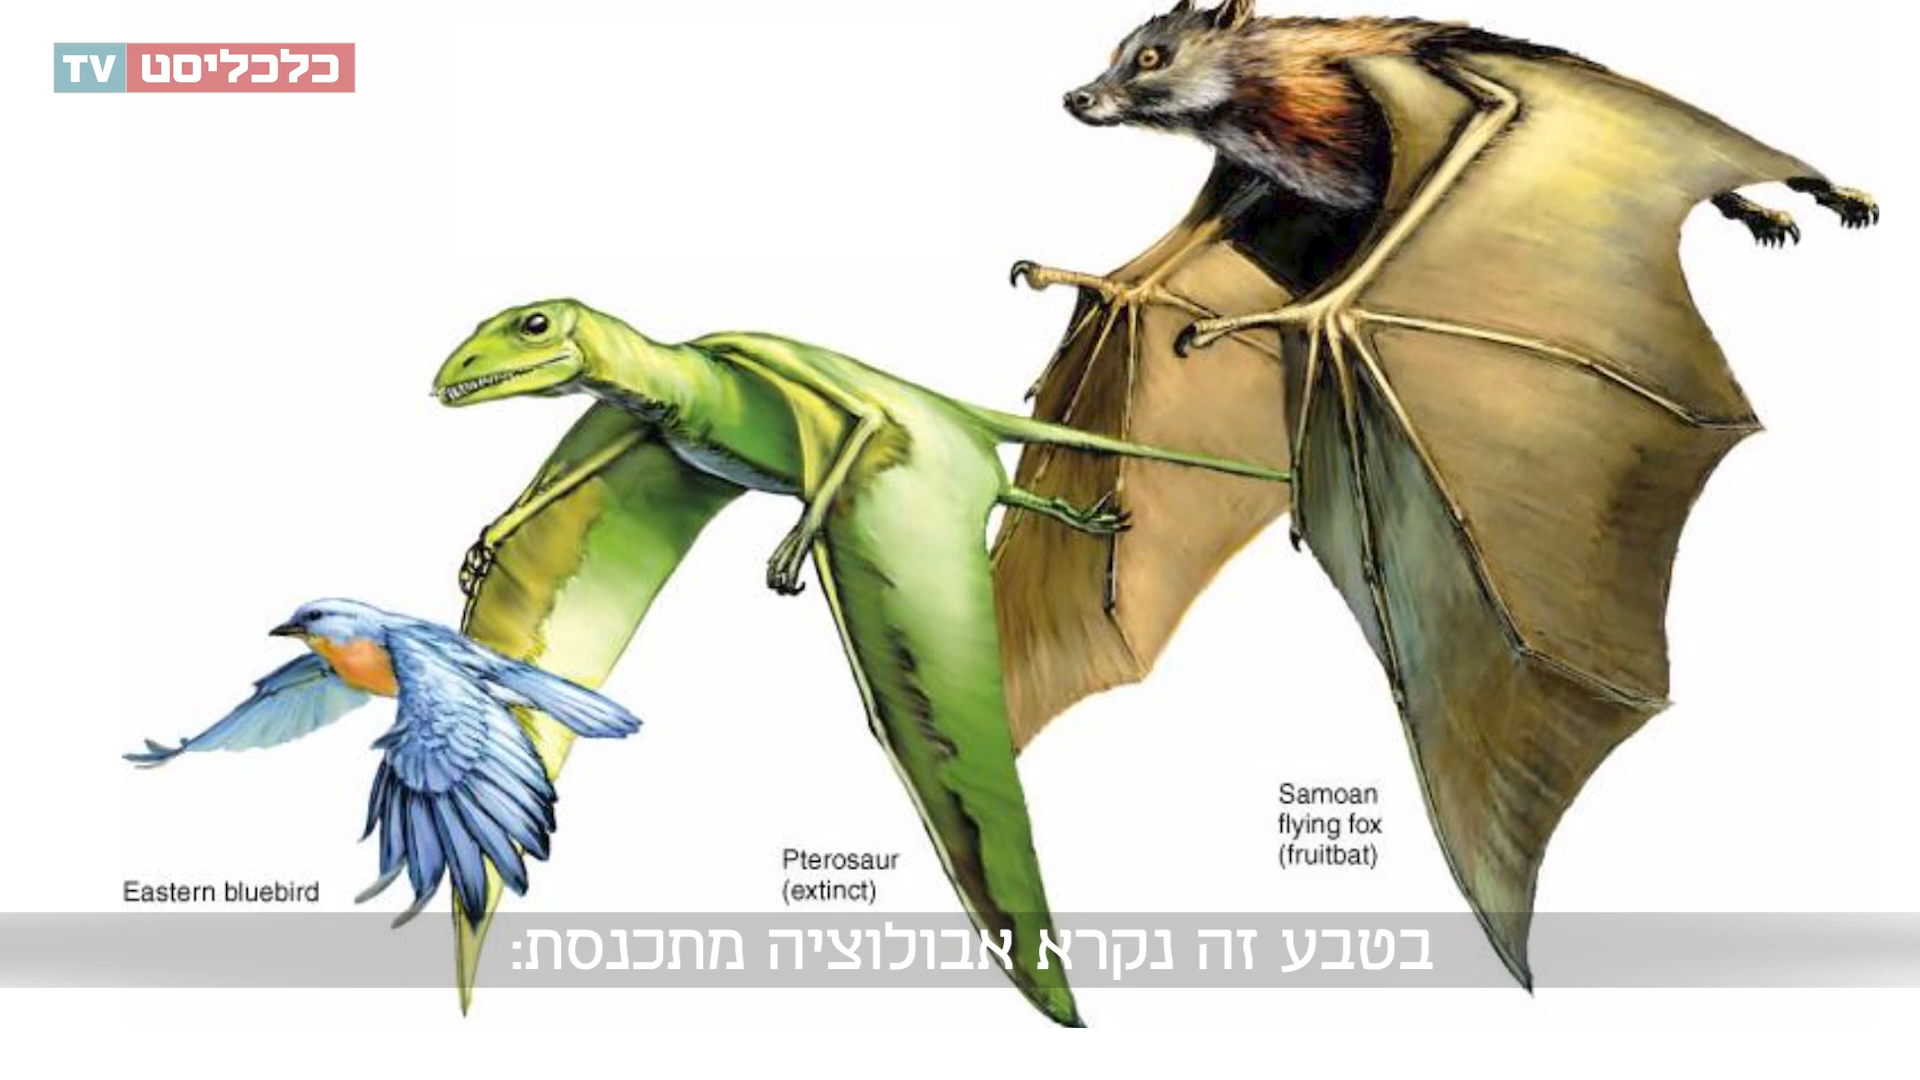 כלכליסט TV
Samoan
flying fox
(fruitbat)
Pterosaur
(extinct)
Eastern bluebird
בטבע זה נקרא אבולוציה מתכנסת: